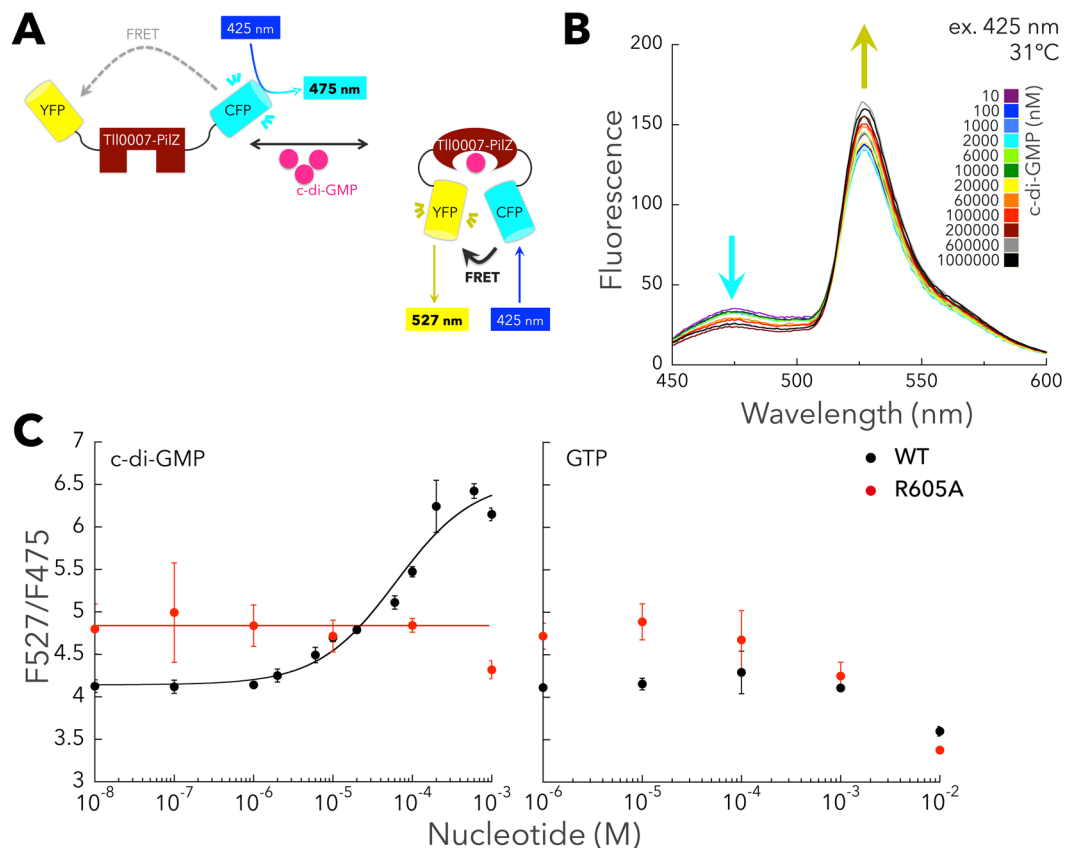 A
FRET
425 nm
475 nm
YFP
CFP
Tll0007-PilZ
c-di-GMP
Tll0007-PilZ
YFP
CFP
FRET
527 nm
425 nm
B
ex. 425 nm
31°C
Fluorescence
200
150
100
50
0
450
500
550
600
Wavelength (nm)
10
100
1000
2000
6000
10000
20000
60000
100000
200000
600000
1000000
c-di-GMP (nM)
C
c-di-GMP
GTP
WT
R605A
F527/F475
7
6.5
6
5.5
5
4.5
4
3.5
3
10⁻⁸
10⁻⁷
10⁻⁶
10⁻⁵
10⁻⁴
10⁻³
10⁻⁶
10⁻⁵
10⁻⁴
10⁻³
10⁻²
Nucleotide (M)